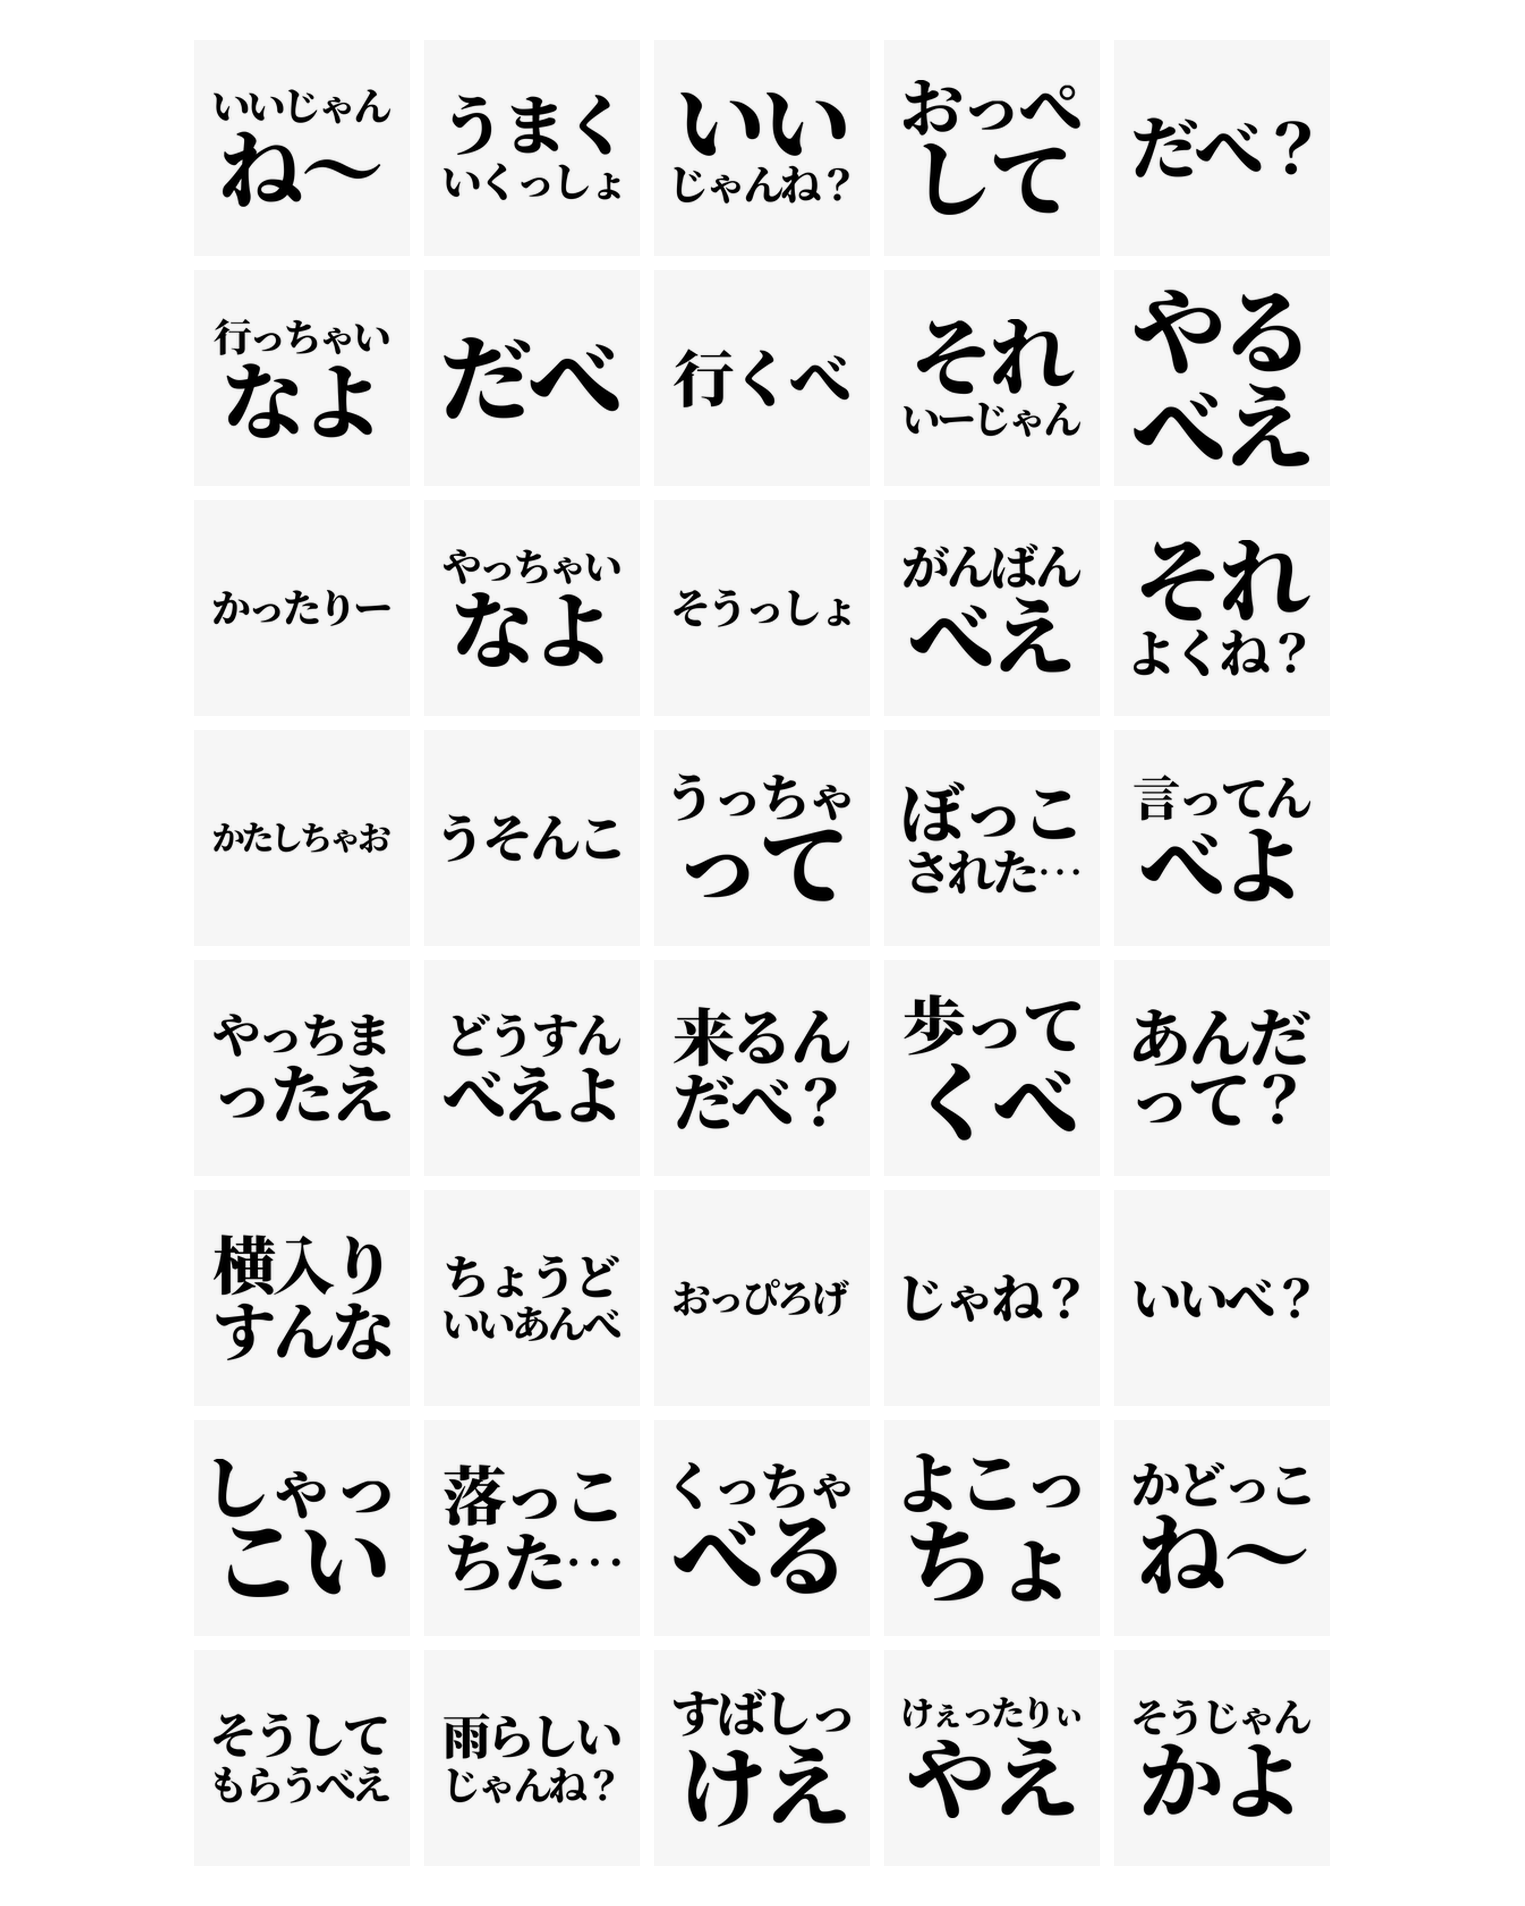 いいじゃん
ね〜
うまく
いくっしょ
いい
じゃんね？
おっぺ
して
だべ？
行っちゃい
なよ
だべ
行くべ
それ
いーじゃん
やる
べえ
かったりー
やっちゃい
なよ
そうっしょ
がんばん
べえ
それ
よくね？
かたしちゃお
うそんこ
うっちゃ
って
ぼっこ
された…
言ってん
べよ
やっちま
ったえ
どうすん
べえよ
来るん
だべ？
歩って
くべ
あんだ
って？
横入り
すんな
ちょうど
いいあんべ
おっぴろげ
じゃね？
いいべ？
しゃっ
こい
落っこ
ちた…
くっちゃ
べる
よこっ
ちょ
かどっこ
ね〜
そうして
もらうべえ
雨らしい
じゃんね？
すばしっ
けえ
けぇったりぃ
やえ
そうじゃん
かよ